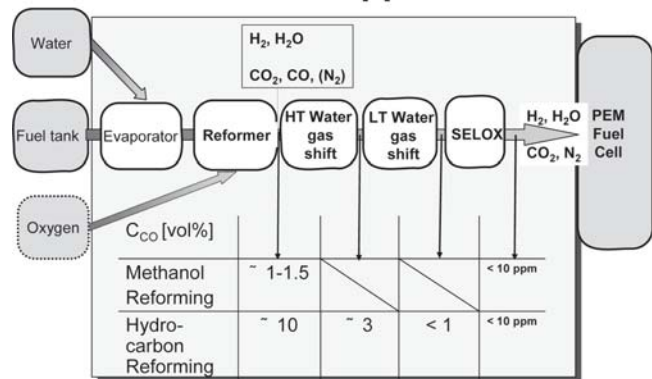 Water
H2, H2O
CO2, CO, (N2)
Fuel tank
Evaporator
Reformer
HT Water
gas
shift
LT Water
gas
shift
SELOX
H2, H2O
CO2, N2
PEM
Fuel
Cell
Oxygen
CCO [vol%]
Methanol
Reforming
~ 1-1.5
< 10 ppm
Hydro-
carbon
Reforming
~ 10
~ 3
< 1
< 10 ppm